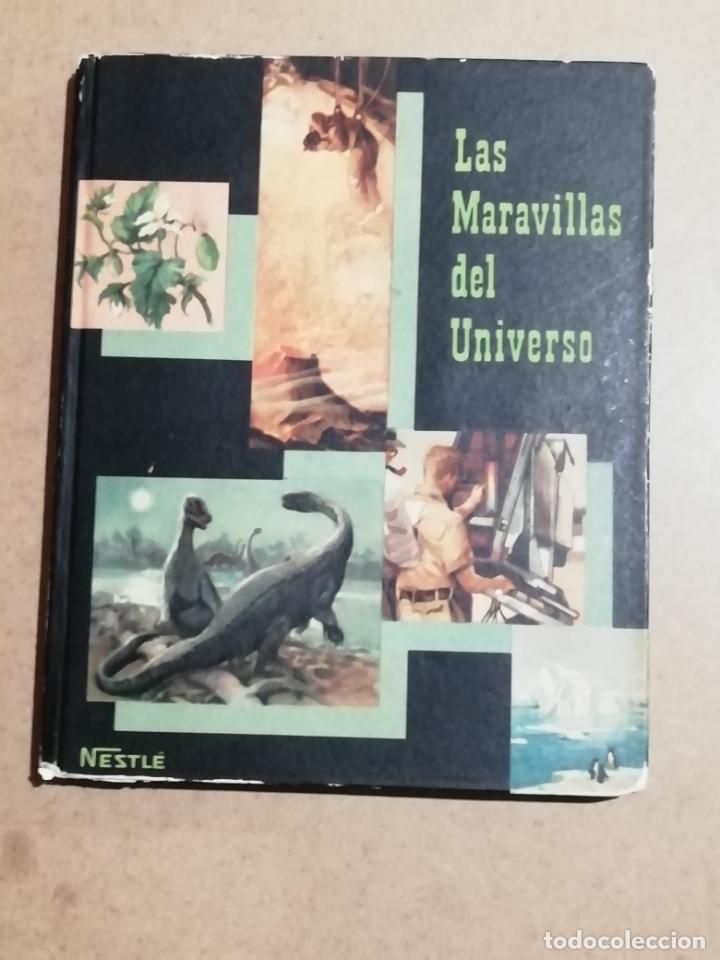 Las
Maravillas
del
Universo
NESTLÉ
todocoleccion